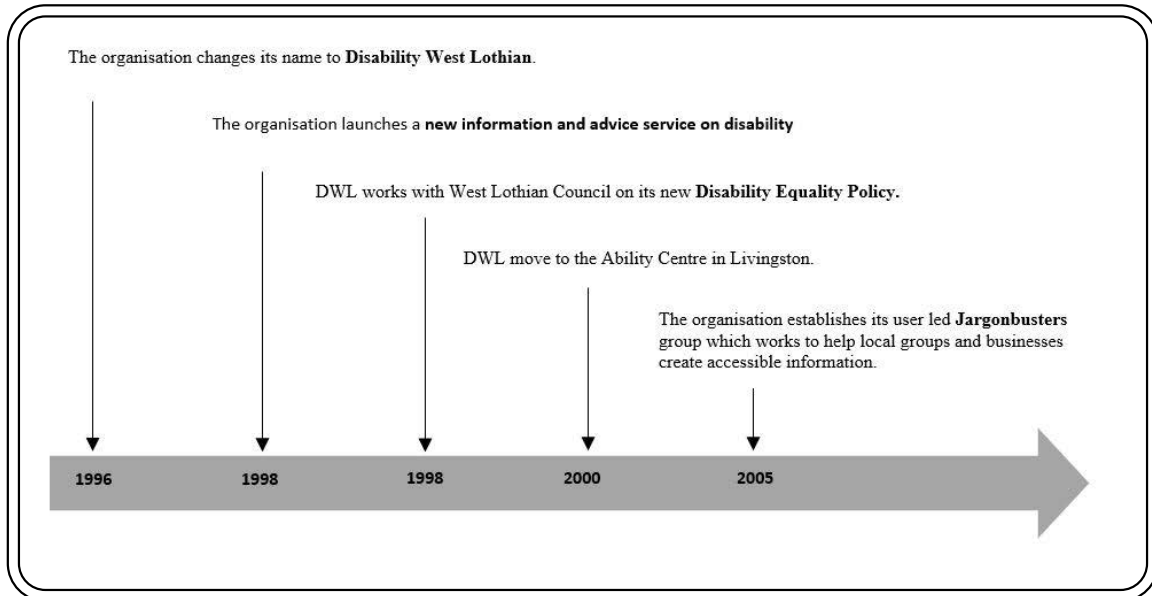 The organisation changes its name to Disability West Lothian.
The organisation launches a new information and advice service on disability
DWL works with West Lothian Council on its new Disability Equality Policy.
DWL move to the Ability Centre in Livingston.
The organisation establishes its user led Jargonbusters
group which works to help local groups and businesses
create accessible information.
1996 1998 1998 2000 2005